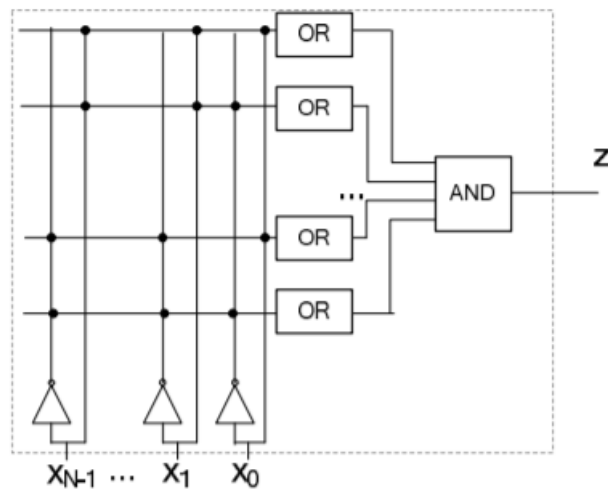 OR
OR
Z
...
AND
OR
OR
X_{N-1} ... X_1 X_0